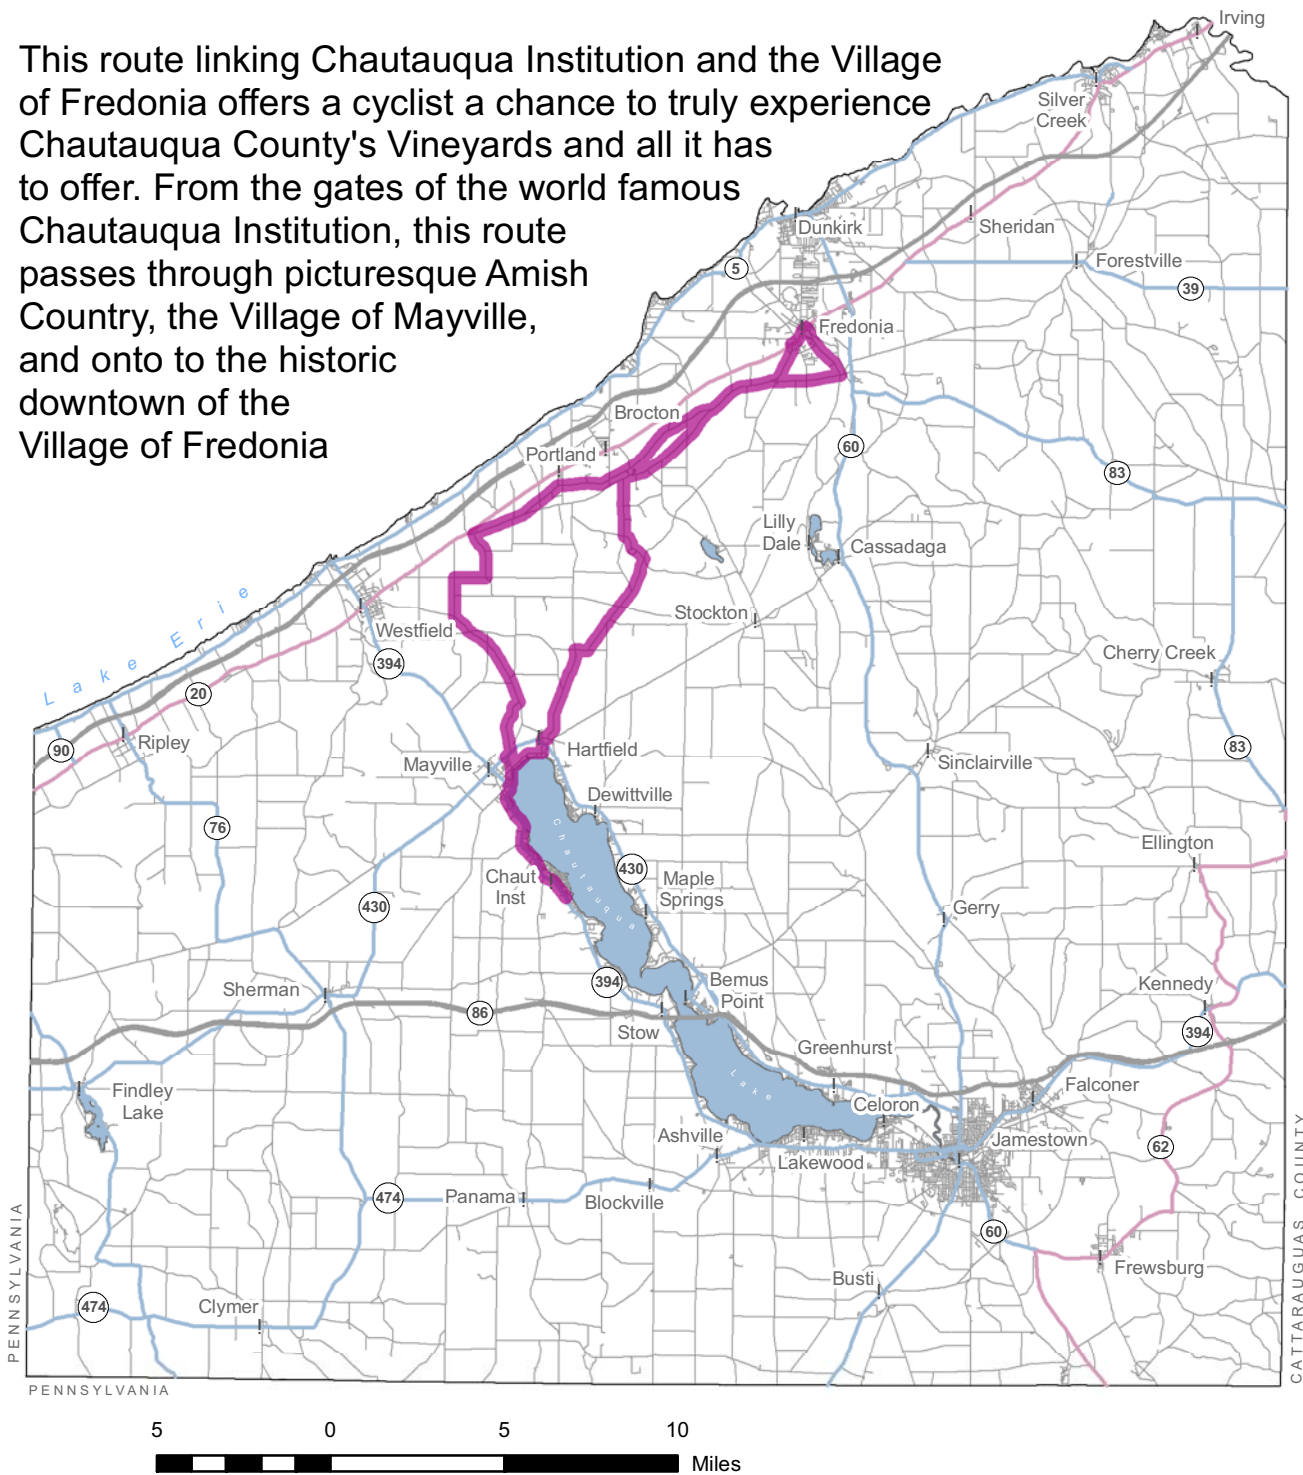 This route linking Chautauqua Institution and the Village
of Fredonia offers a cyclist a chance to truly experience
Chautauqua County's Vineyards and all it has
to offer. From the gates of the world famous
Chautauqua Institution, this route
passes through picturesque Amish
Country, the Village of Mayville,
and onto to the historic
downtown of the
Village of Fredonia
Irving
Silver
Creek
Dunkirk
Sheridan
5
Forestville
39
Fredonia
Brocton
60
Portland
83
Lilly
Dale
Cassadaga
Lake Erie
Stockton
Westfield
394
Cherry Creek
20
90
Ripley
Hartfield
83
Mayville
Sinclairville
Dewittville
76
Chautauqua
Ellington
430
Chaut
Inst
Maple
Springs
430
Gerry
394
Bemus
Point
Sherman
Kennedy
86
Stow
394
Greenhurst
Lake
Falconer
Findley
Lake
Celoron
Ashville
Jamestown
Lakewood
62
474
Panama
Blockville
60
Frewsburg
Busti
474
Clymer
PENNSYLVANIA
PENNSYLVANIA
CATTARAUGUAS COUNTY
5 0 5 10
Miles